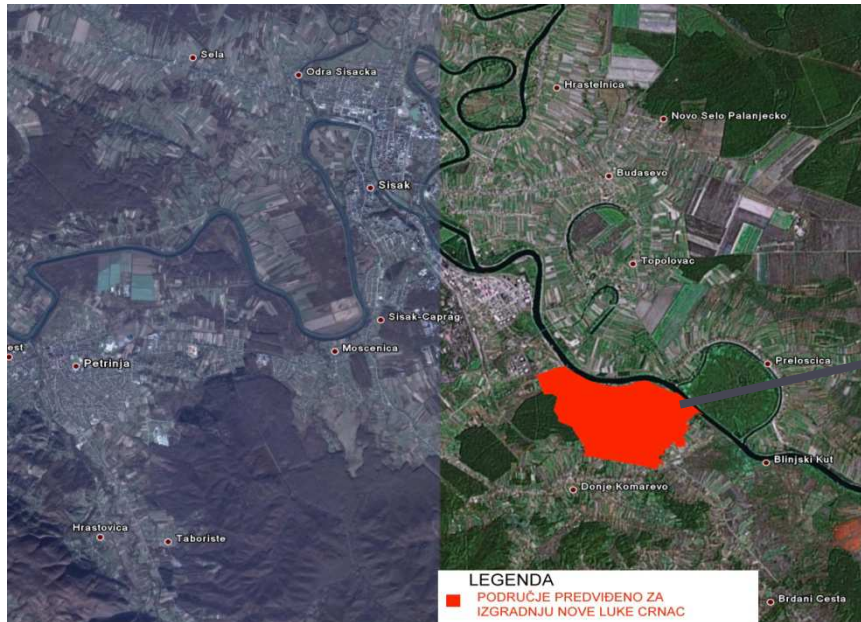 Sela
Odra Sisacka
Hrastelnica
Novo Selo Palanjecko
Budasevo
Sisak
Topolovac
Sisak-Caprag
Moscenica
est
Petrinja
Preloscica
Blinjski Kut
Donje Komarevo
Hrastovica
Taboriste
Brdani Cesta
LEGENDA
PODRUČJE PREDVIĐENO ZA
IZGRADNJU NOVE LUKE CRNAC